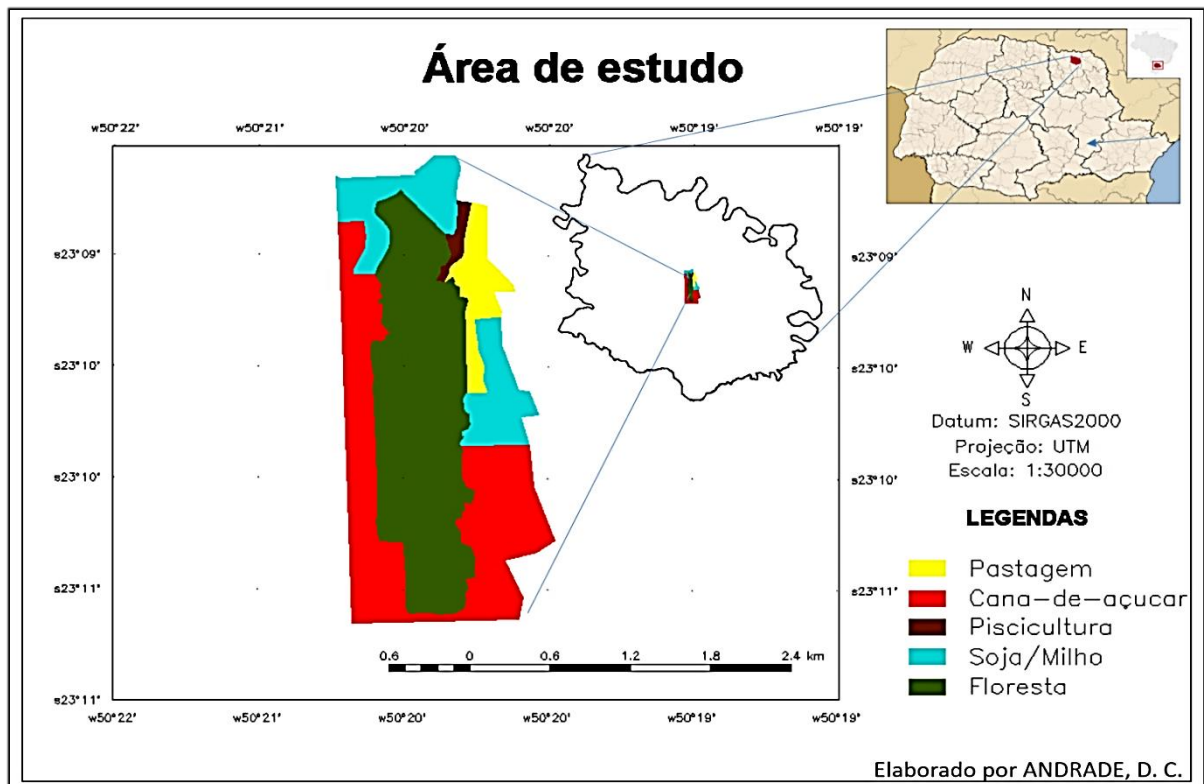 Área de estudo
w50°22' w50°21' w50°20' w50°20' w50°19' w50°19'
s23°09' s23°09'
s23°10' s23°10'
s23°10' s23°10'
s23°11' s23°11'
s23°11' s23°11'
w50°22' w50°21' w50°20' w50°20' w50°19' w50°19'
0.6 0 0.6 1.2 1.8 2.4 km
N
W E
S
Datum: SIRGAS2000
Projeção: UTM
Escala: 1:30000
LEGENDAS
Pastagem
Cana-de-açucar
Piscicultura
Soja/Milho
Floresta
Elaborado por ANDRADE, D. C.